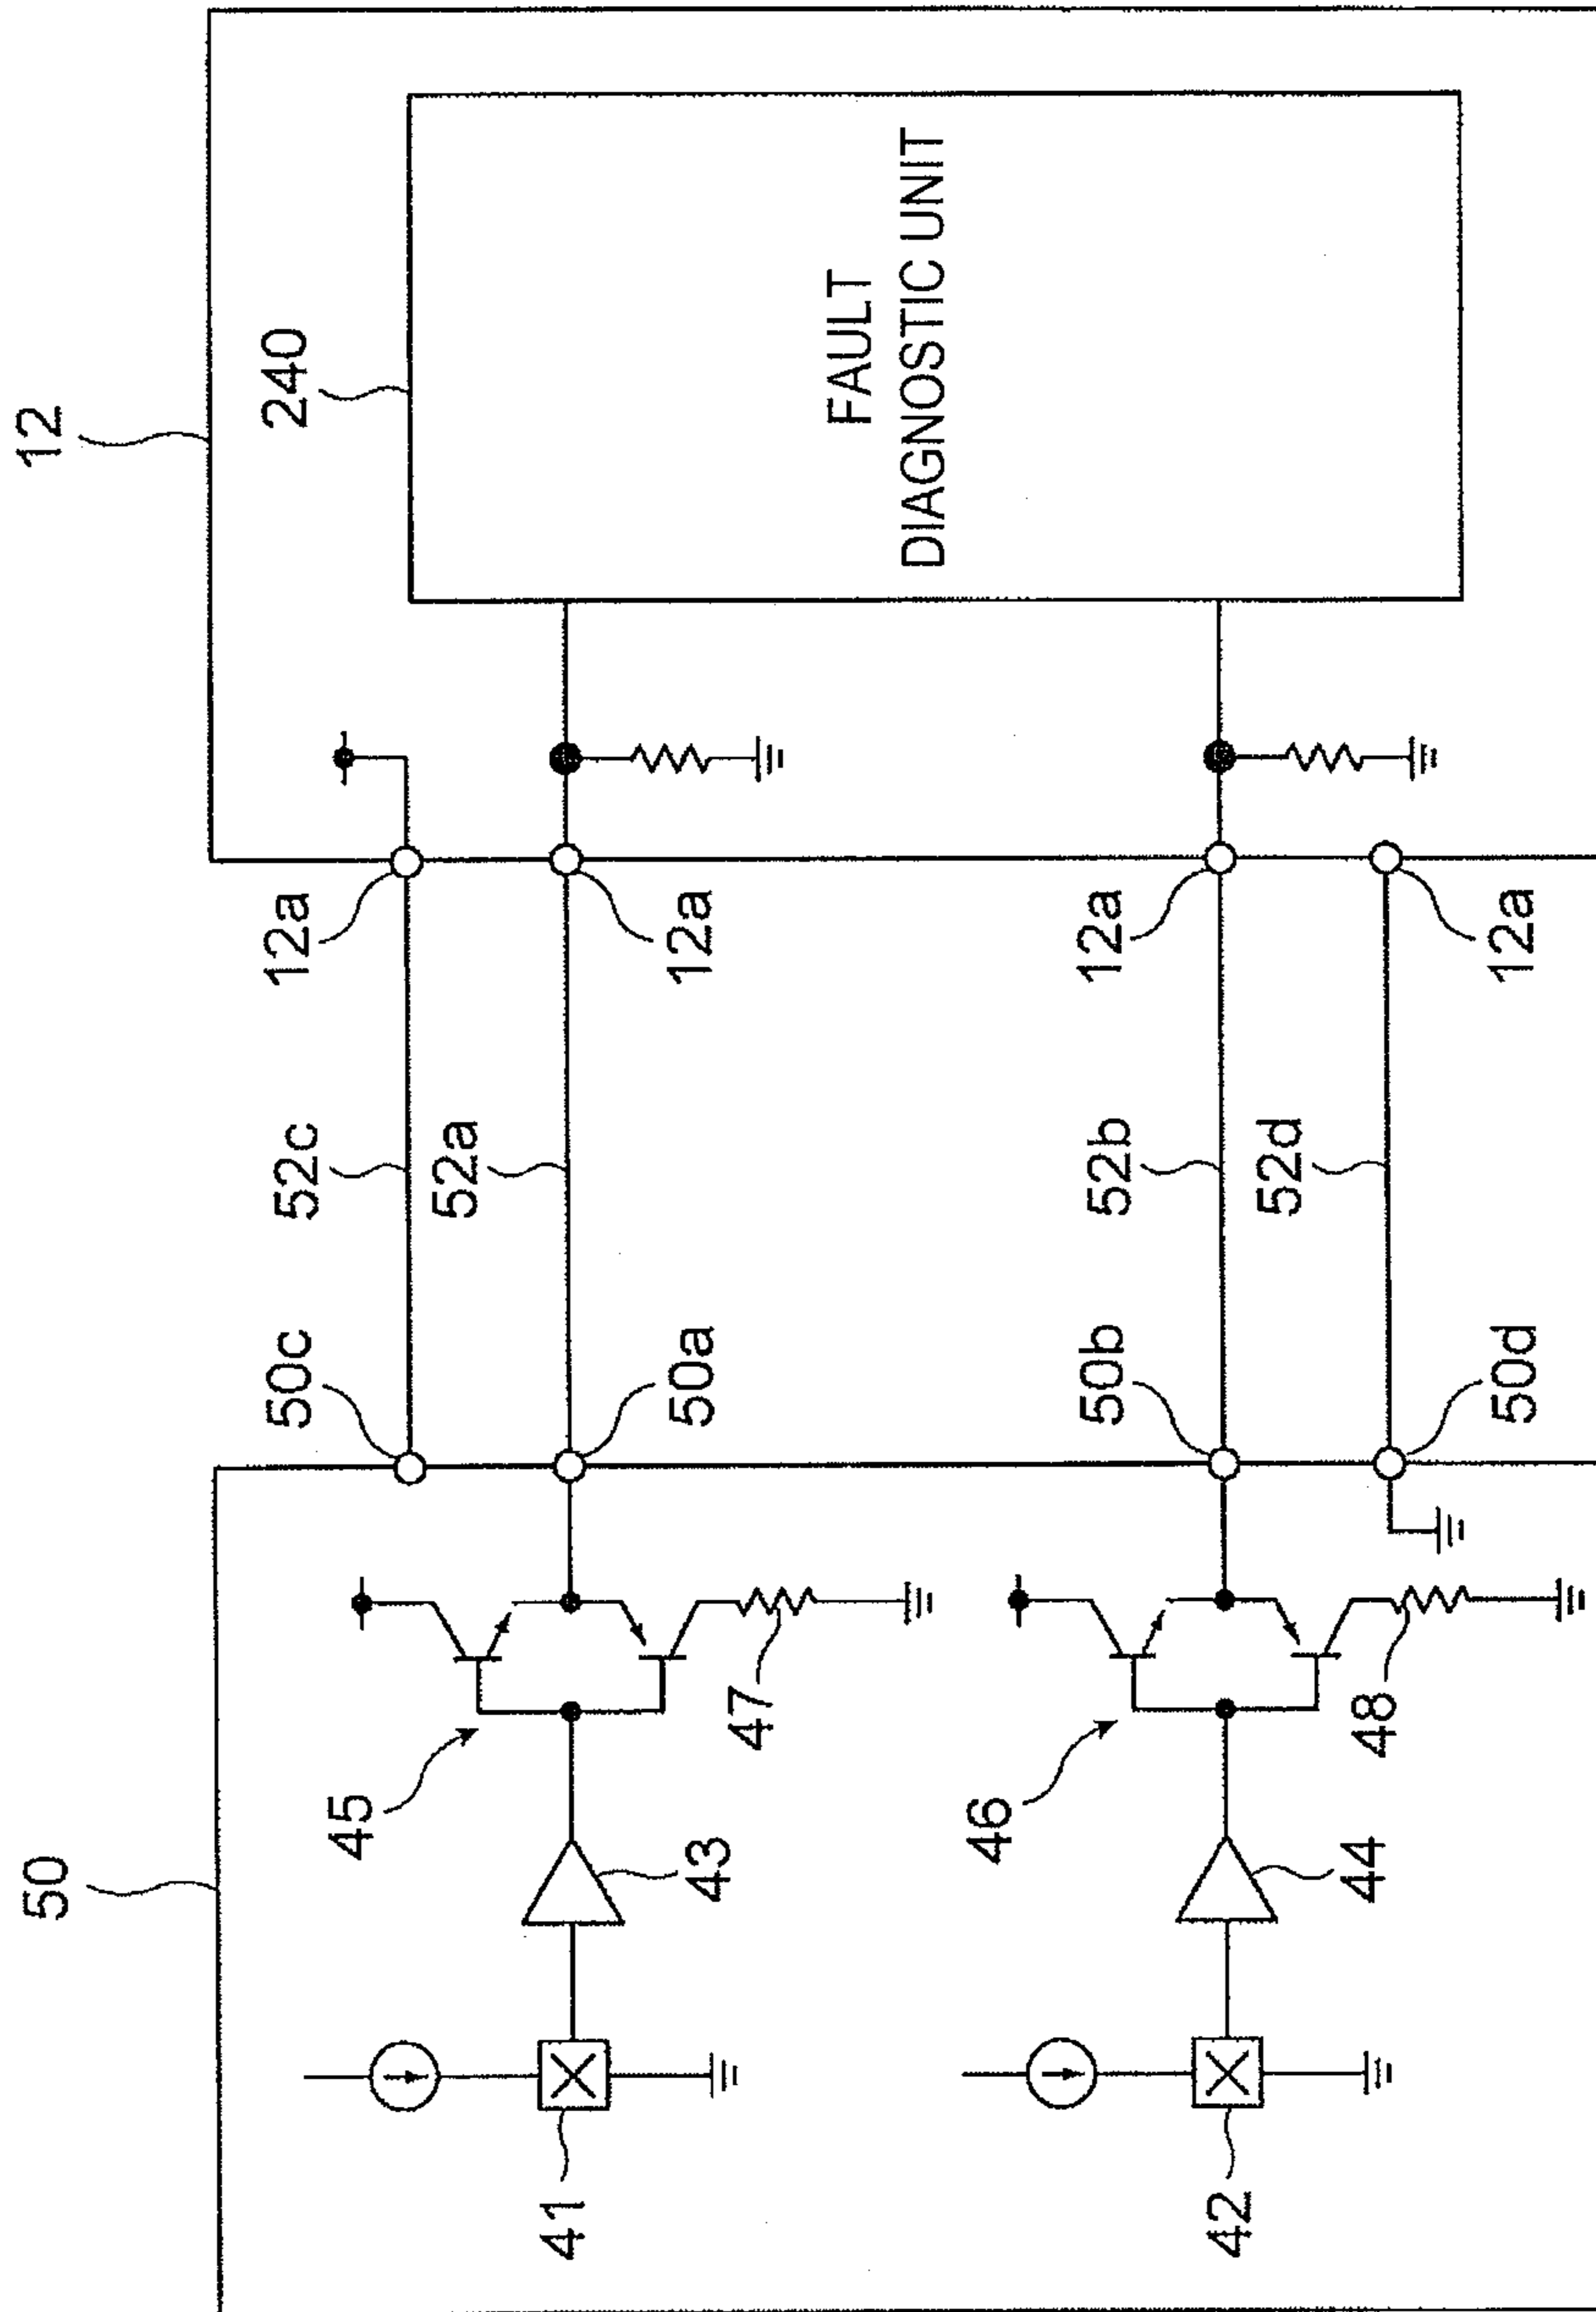 50
12
240
41
43
45
47
50c
50a
52c
52a
12a
12a
FAULT
DIAGNOSTIC UNIT
42
44
46
48
50b
50d
52b
52d
12a
12a